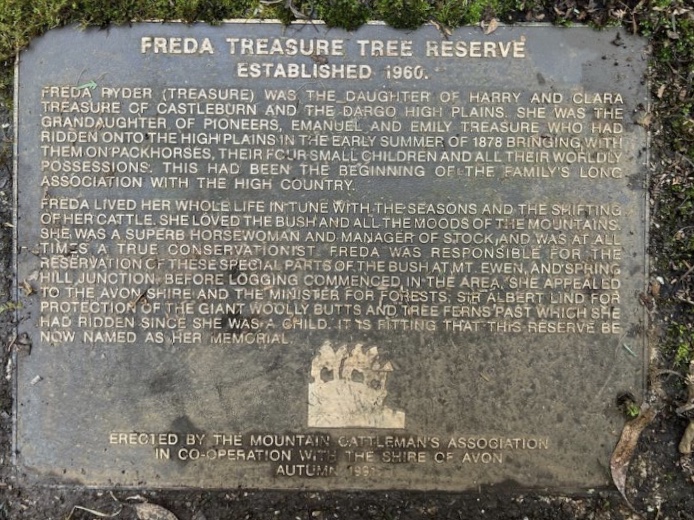 FREDA TREASURE TREE RESERVE
ESTABLISHED 1960.
FREDA RYDER (TREASURE) WAS THE DAUGHTER OF HARRY AND CLARA
TREASURE OF CASTLEBURN AND THE DARGO HIGH PLAINS. SHE WAS THE
GRANDAUGHTER OF PIONEERS, EMANUEL AND EMILY TREASURE WHO HAD
RIDDEN ONTO THE HIGH PLAINS IN THE EARLY SUMMER OF 1878 BRINGING WITH
THEM ON PACKHORSES, THEIR FOUR SMALL CHILDREN AND ALL THEIR WORLDLY
POSSESSIONS. THIS HAD BEEN THE BEGINNING OF THE FAMILY'S LONG
ASSOCIATION WITH THE HIGH COUNTRY.
FREDA LIVED HER WHOLE LIFE IN TUNE WITH THE SEASONS AND THE SHIFTING
OF HER CATTLE. SHE LOVED THE BUSH AND ALL THE MOODS OF THE MOUNTAINS.
SHE WAS A SUPERB HORSEWOMAN AND MANAGER OF STOCK AND WAS AT ALL
TIMES A TRUE CONSERVATIONIST. FREDA WAS RESPONSIBLE FOR THE
RESERVATION OF THESE SPECIAL PARTS OF THE BUSH AT MT. EWEN, AND SPRING
HILL JUNCTION. BEFORE LOGGING COMMENCED IN THE AREA, SHE APPEALED
TO THE AVON SHIRE AND THE MINISTER FOR FORESTS, SIR ALBERT LIND FOR
PROTECTION OF THE GIANT WOOLLY BUTTS AND TREE FERNS PAST WHICH SHE
HAD RIDDEN SINCE SHE WAS A CHILD. IT IS FITTING THAT THIS RESERVE BE
NOW NAMED AS HER MEMORIAL.
ERECTED BY THE MOUNTAIN CATTLEMAN'S ASSOCIATION
IN CO-OPERATION WITH THE SHIRE OF AVON
AUTUMN